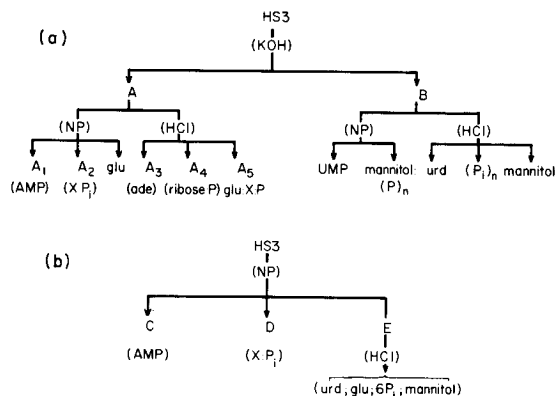 HS3
(a)
(KOH)
A B
(NP) (HCl) (NP) (HCl)
A1 A2 glu A3 A4 A5 UMP mannitol: urd (Pi)n mannitol
(AMP) (X Pi) (ade) (ribose P) glu X·P (P)n
(b)
HS3
(NP)
C D E
(AMP) (X:Pi) (HCl)
(urd, glu; 6Pi; mannitol)